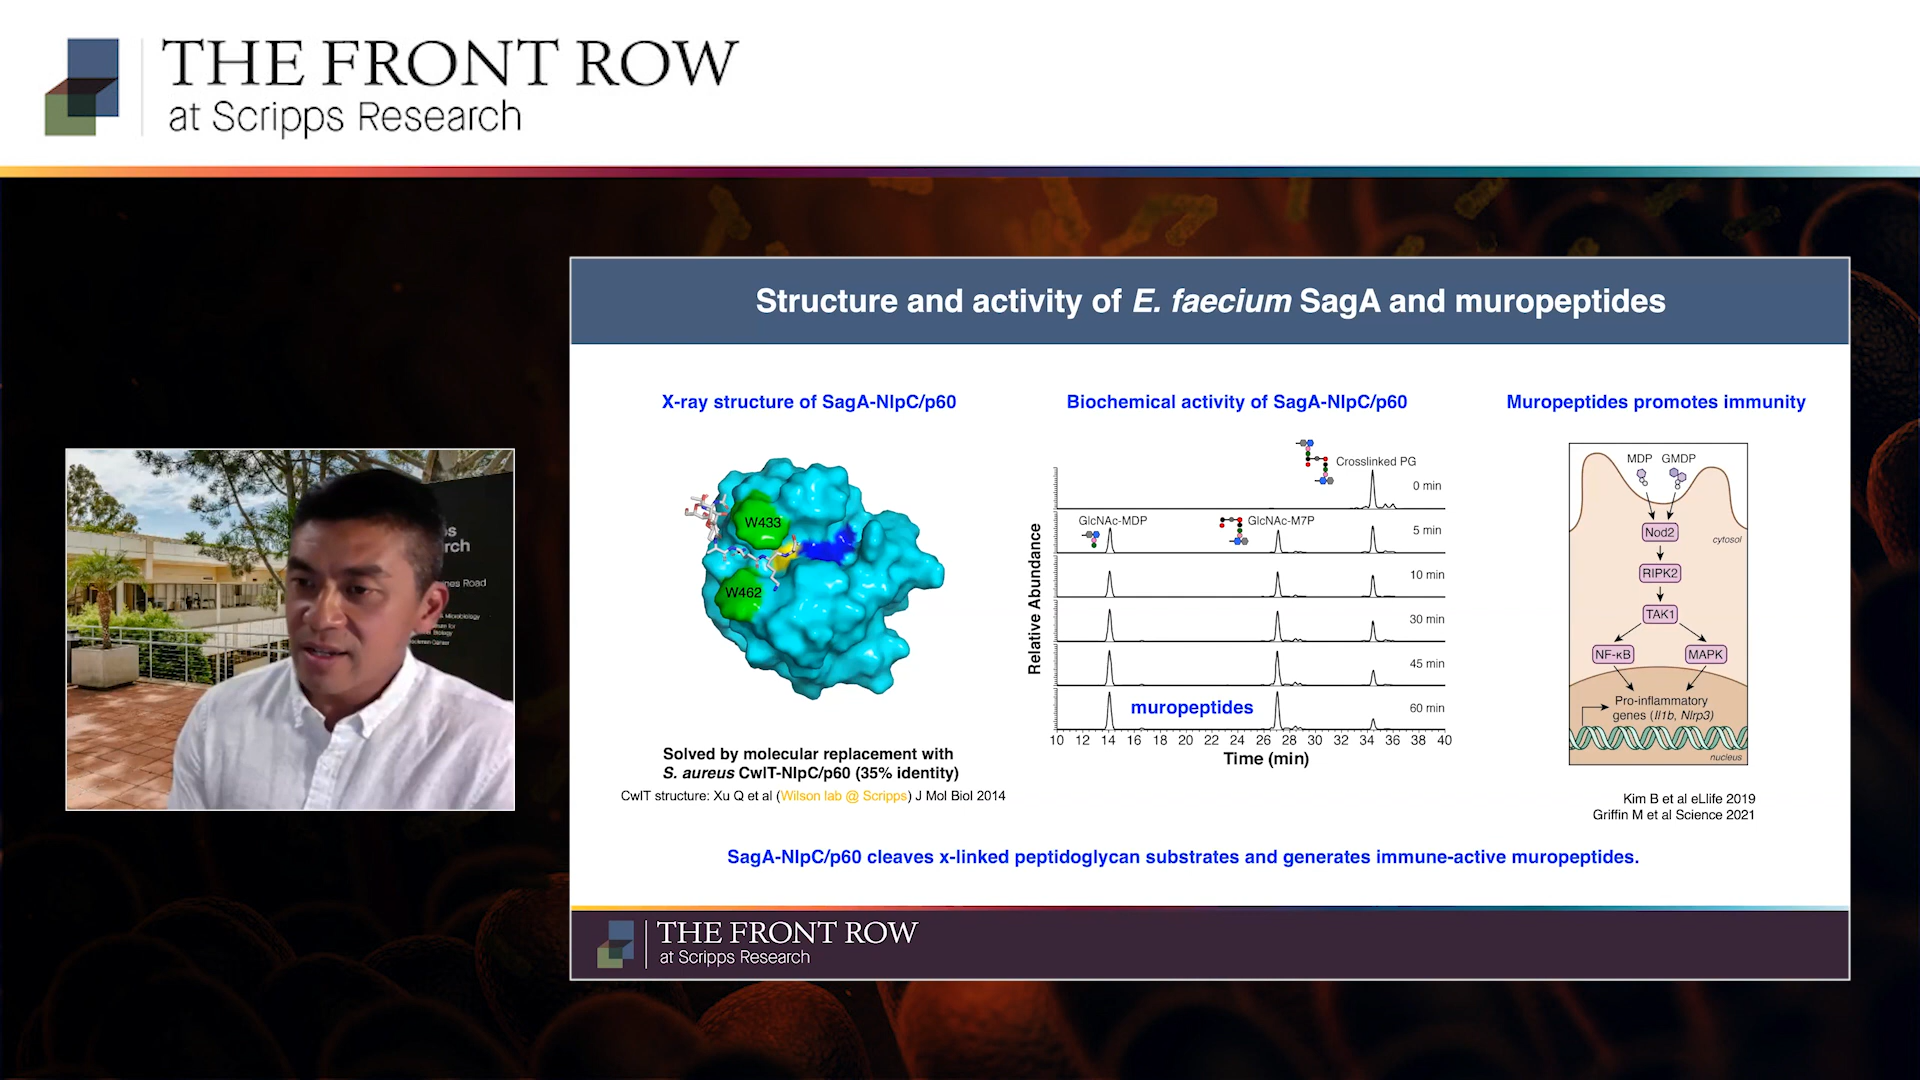 THE FRONT ROW
at Scripps Research
Structure and activity of E. faecium SagA and muropeptides
X-ray structure of SagA-NlpC/p60
W433
W462
Solved by molecular replacement with
S. aureus CwlT-NlpC/p60 (35% identity)
CwlT structure: Xu Q et al (Wilson lab @ Scripps) J Mol Biol 2014
Biochemical activity of SagA-NlpC/p60
Crosslinked PG
0 min
GlcNAc-MDP
GlcNAc-M7P
5 min
10 min
30 min
45 min
muropeptides
60 min
Relative Abundance
10 12 14 16 18 20 22 24 26 28 30 32 34 36 38 40
Time (min)
Muropeptides promotes immunity
MDP GMDP
Nod2
cytosol
RIPK2
TAK1
NF-κB MAPK
Pro-inflammatory
genes (Il1b, Nlrp3)
nucleus
Kim B et al eLlife 2019
Griffin M et al Science 2021
SagA-NlpC/p60 cleaves x-linked peptidoglycan substrates and generates immune-active muropeptides.
THE FRONT ROW
at Scripps Research